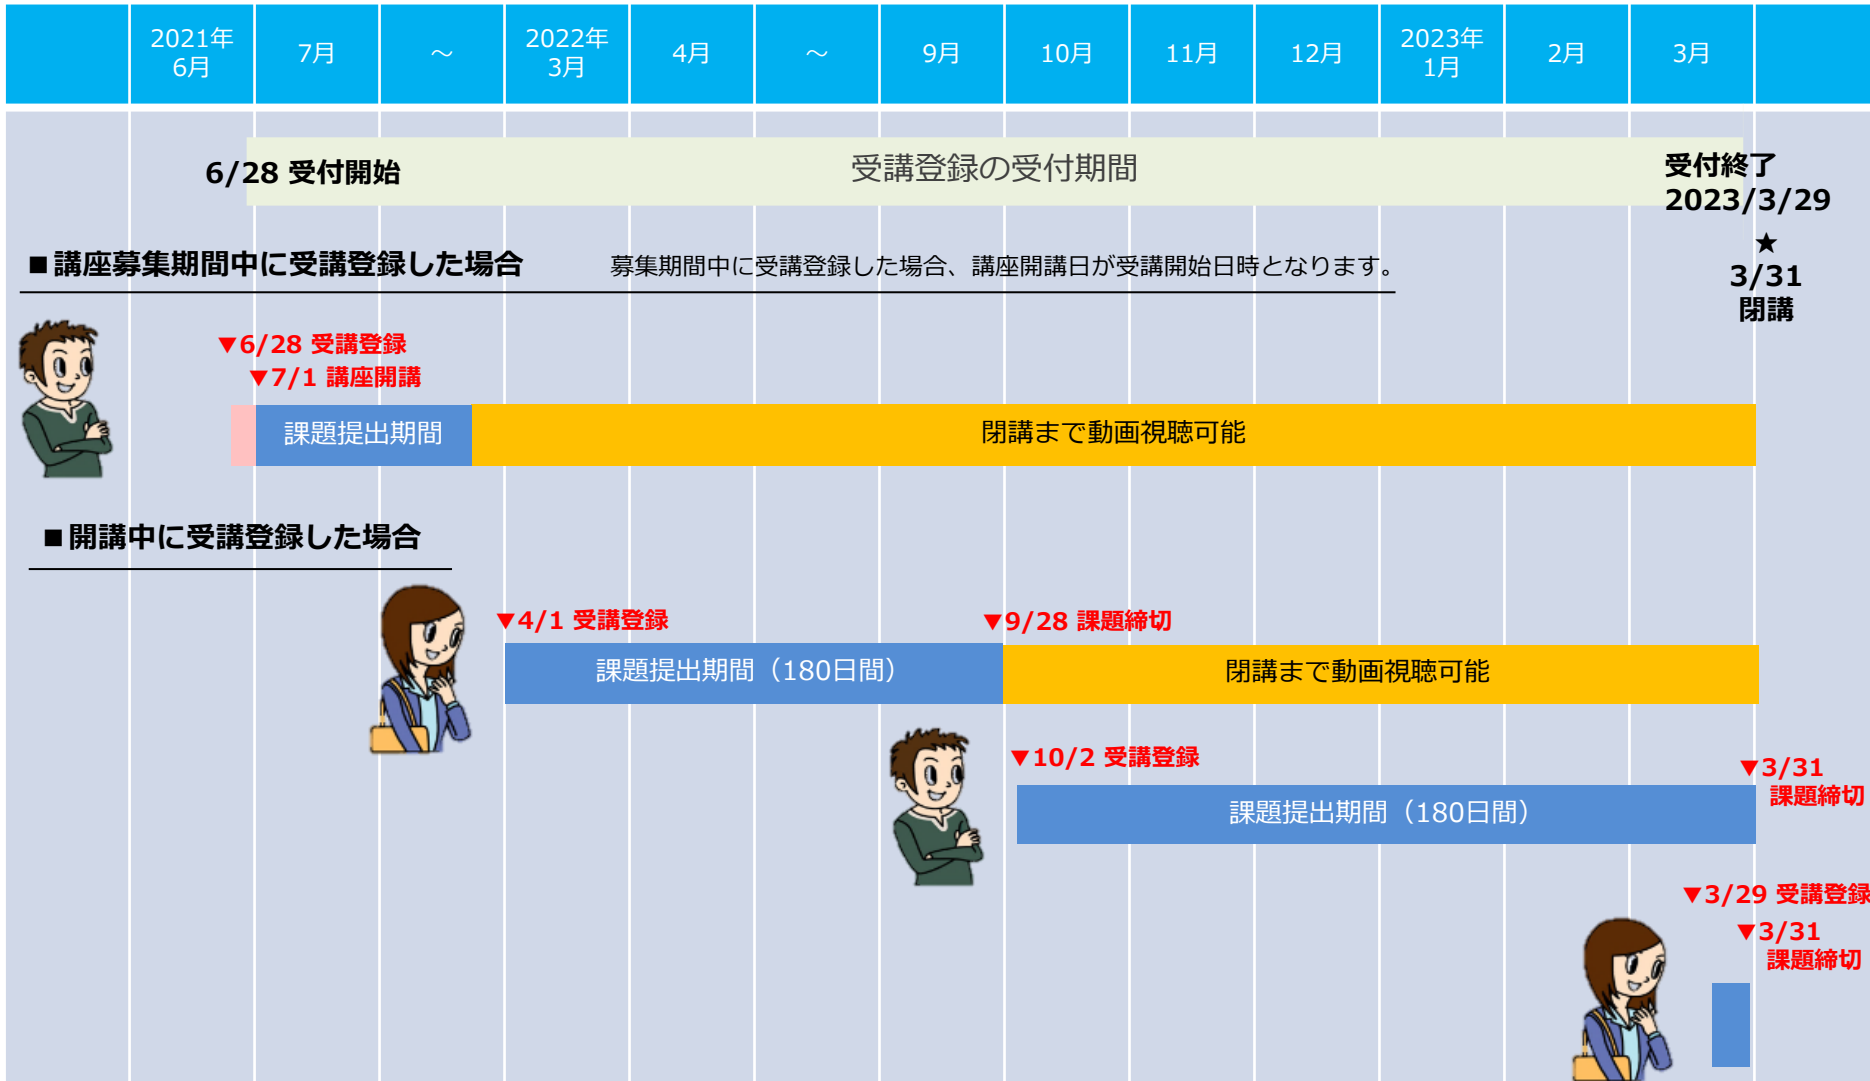 2021年
6月
7月
～
2022年
3月
4月
～
9月
10月
11月
12月
2023年
1月
2月
3月
6/28 受付開始
受講登録の受付期間
受付終了
2023/3/29
★
3/31
閉講
■講座募集期間中に受講登録した場合
募集期間中に受講登録した場合、講座開講日が受講開始日時となります。
▼6/28 受講登録
▼7/1 講座開講
課題提出期間
閉講まで動画視聴可能
■開講中に受講登録した場合
▼4/1 受講登録
▼9/28 課題締切
課題提出期間（180日間）
閉講まで動画視聴可能
▼10/2 受講登録
▼3/31
課題締切
課題提出期間（180日間）
▼3/29 受講登録
▼3/31
課題締切